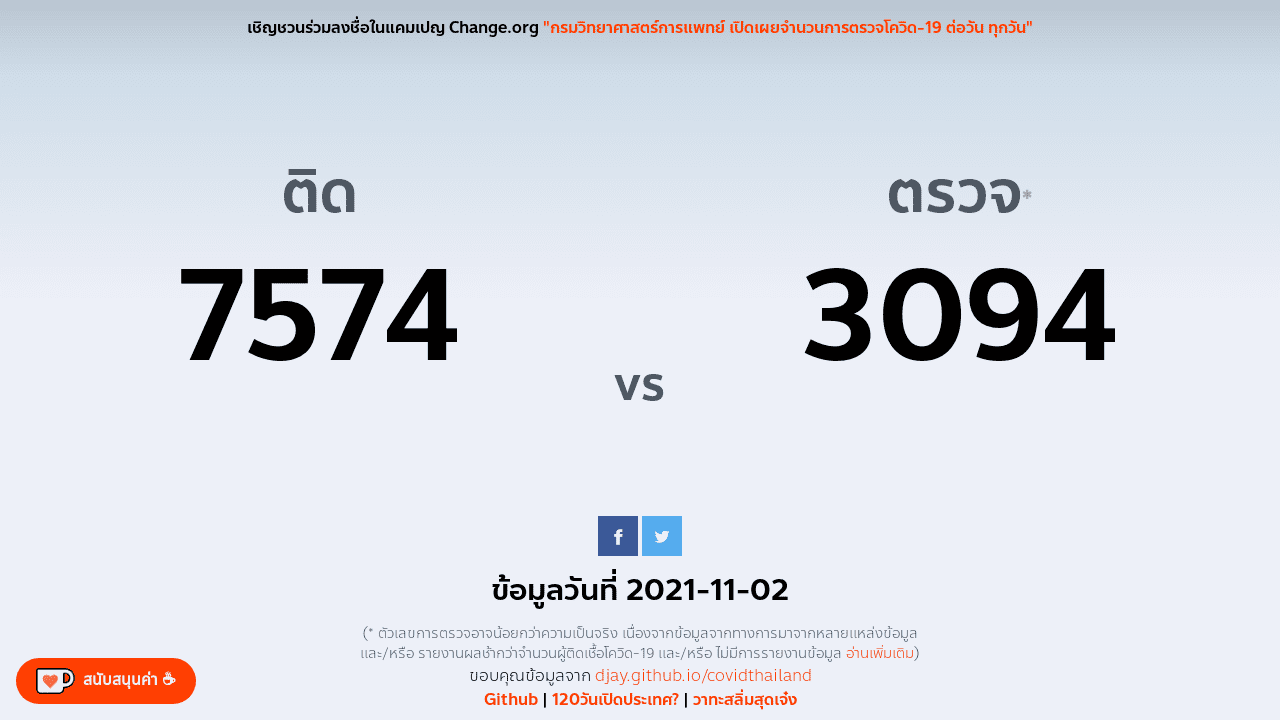 เชิญชวนร่วมลงชื่อในแคมเปญ Change.org "กรมวิทยาศาสตร์การแพทย์ เปิดเผยจำนวนการตรวจโควิด-19 ต่อวัน ทุกวัน"
ติด
7574
vs
ตรวจ*
3094
ข้อมูลวันที่ 2021-11-02
(* ตัวเลขการตรวจอาจน้อยกว่าความเป็นจริง เนื่องจากข้อมูลจากทางการมาจากหลายแหล่งข้อมูล
และ/หรือ รายงานผลช้ากว่าจำนวนผู้ติดเชื้อโควิด-19 และ/หรือ ไม่มีการรายงานข้อมูล อ่านเพิ่มเติม)
ขอบคุณข้อมูลจาก djay.github.io/covidthailand
Github | 120วันเปิดประเทศ? | วาทะสลิ่มสุดเจ๋ง
สนับสนุนค่า ☕